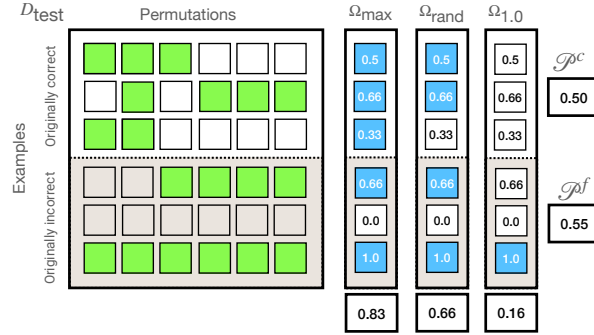 D_test Permutations Ω_max Ω_rand Ω_1.0
Examples
Originally correct
0.5 0.5 0.5
0.66 0.66 0.66
0.33 0.33 0.33
𝒫^c
0.50
Originally incorrect
0.66 0.66 0.66
0.0 0.0 0.0
1.0 1.0 1.0
𝒫^f
0.55
0.83 0.66 0.16